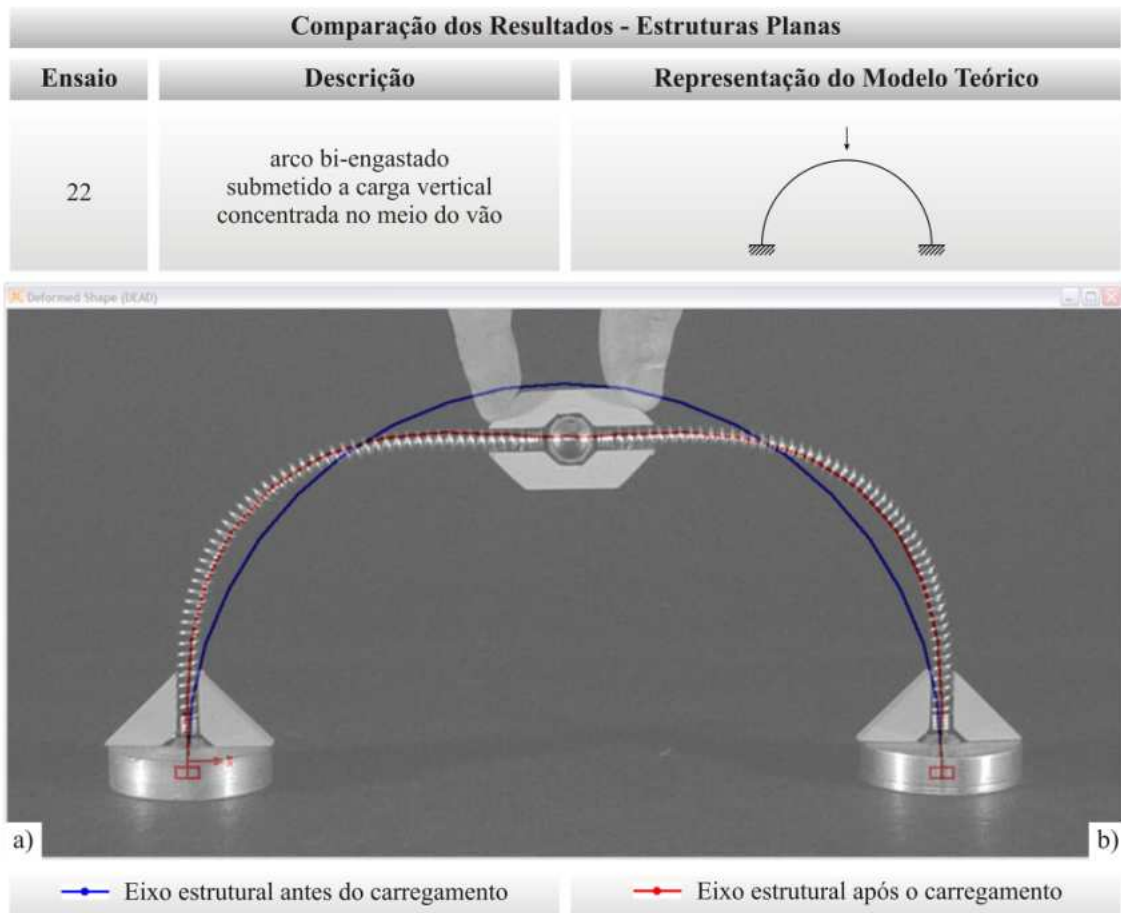 Comparação dos Resultados - Estruturas Planas
Ensaio
Descrição
Representação do Modelo Teórico
22
arco bi-engastado
submetido a carga vertical
concentrada no meio do vão
Deformed Shape (DEAD)
a)
b)
Eixo estrutural antes do carregamento
Eixo estrutural após o carregamento